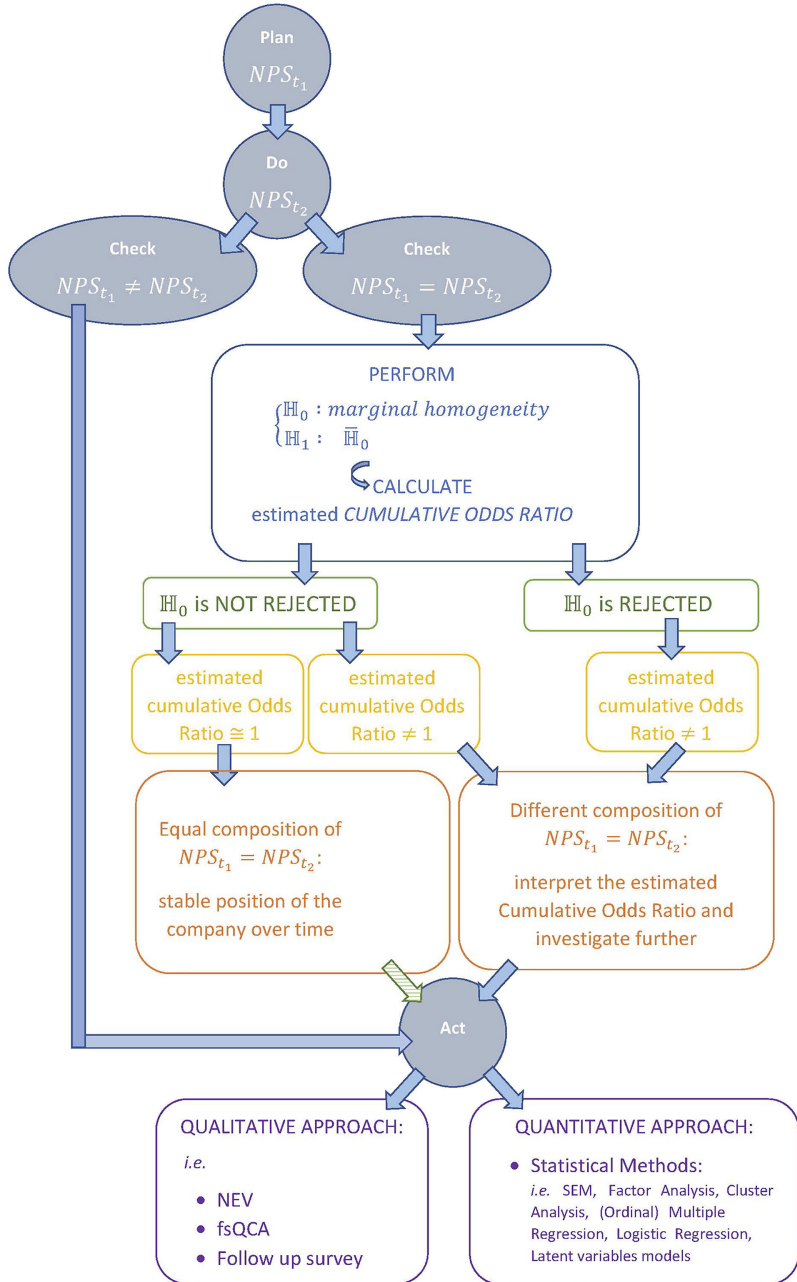 Plan
NPS_{t_1}
Do
NPS_{t_2}
Check
NPS_{t_1} ≠ NPS_{t_2}
Check
NPS_{t_1} = NPS_{t_2}
PERFORM
ℍ_0 : marginal homogeneity
ℍ_1 : \bar{ℍ}_0
CALCULATE
estimated CUMULATIVE ODDS RATIO
ℍ_0 is NOT REJECTED
ℍ_0 is REJECTED
estimated
cumulative Odds
Ratio ≅ 1
estimated
cumulative Odds
Ratio ≠ 1
estimated
cumulative Odds
Ratio ≠ 1
Equal composition of
NPS_{t_1} = NPS_{t_2}:
stable position of the
company over time
Different composition of
NPS_{t_1} = NPS_{t_2}:
interpret the estimated
Cumulative Odds Ratio and
investigate further
Act
QUALITATIVE APPROACH:
i.e.
• NEV
• fsQCA
• Follow up survey
QUANTITATIVE APPROACH:
• Statistical Methods:
i.e. SEM, Factor Analysis, Cluster
Analysis, (Ordinal) Multiple
Regression, Logistic Regression,
Latent variables models